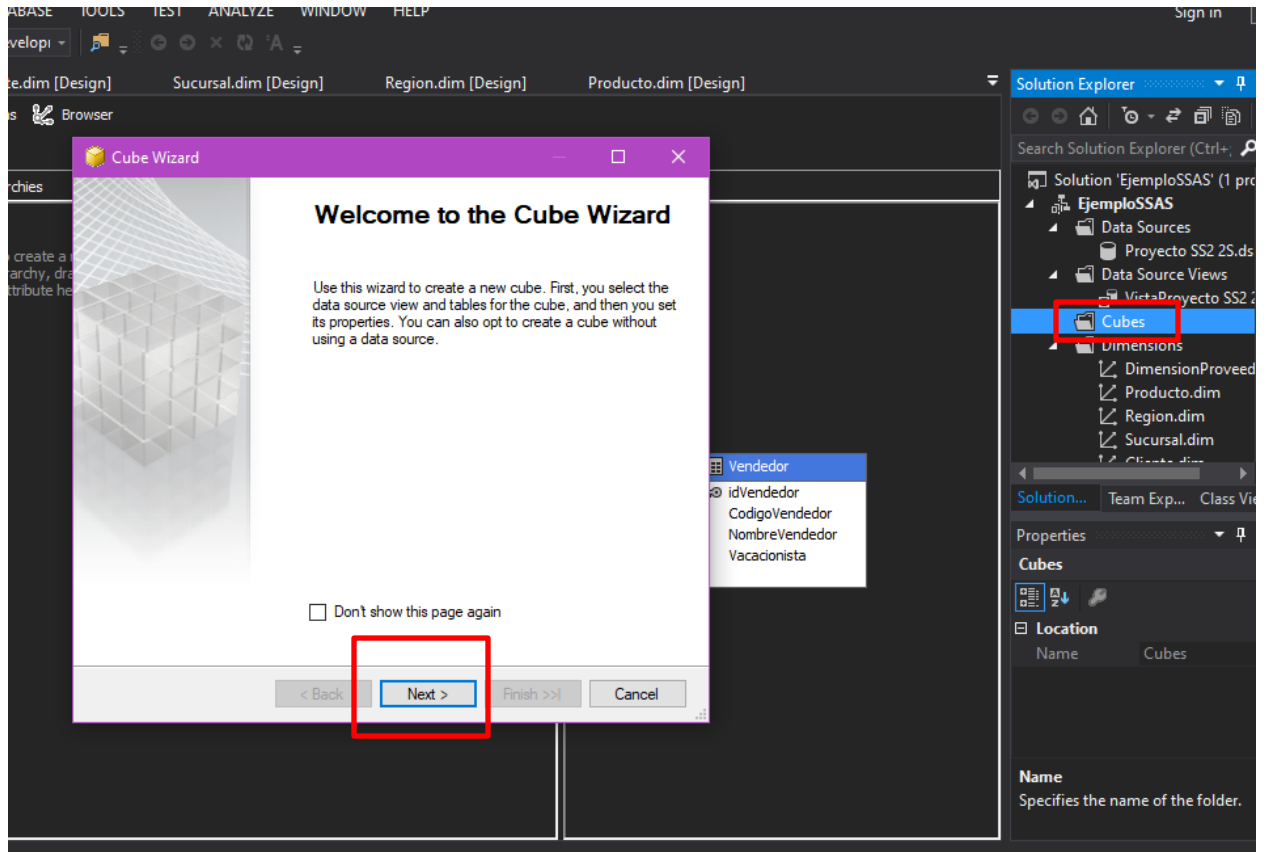 TOOLS TEST ANALYZE WINDOW HELP
Sign in
te.dim [Design] Sucursal.dim [Design] Region.dim [Design] Producto.dim [Design]
Browser
Cube Wizard
Welcome to the Cube Wizard
Use this wizard to create a new cube. First, you select the
data source view and tables for the cube, and then you set
its properties. You can also opt to create a cube without
using a data source.
Don't show this page again
< Back Next > Finish >>| Cancel
rchies
create a
archy, dra
ttribute he
Vendedor
idVendedor
CodigoVendedor
NombreVendedor
Vacacionista
Solution Explorer
Search Solution Explorer (Ctrl+;
Solution 'EjemploSSAS' (1 pro
EjemploSSAS
Data Sources
Proyecto SS2 2S.ds
Data Source Views
VistaProyecto SS2 2
Cubes
Dimensions
DimensionProveed
Producto.dim
Region.dim
Sucursal.dim
Cliente.dim
Solution... Team Exp... Class Vie
Properties
Cubes
Location
Name Cubes
Name
Specifies the name of the folder.